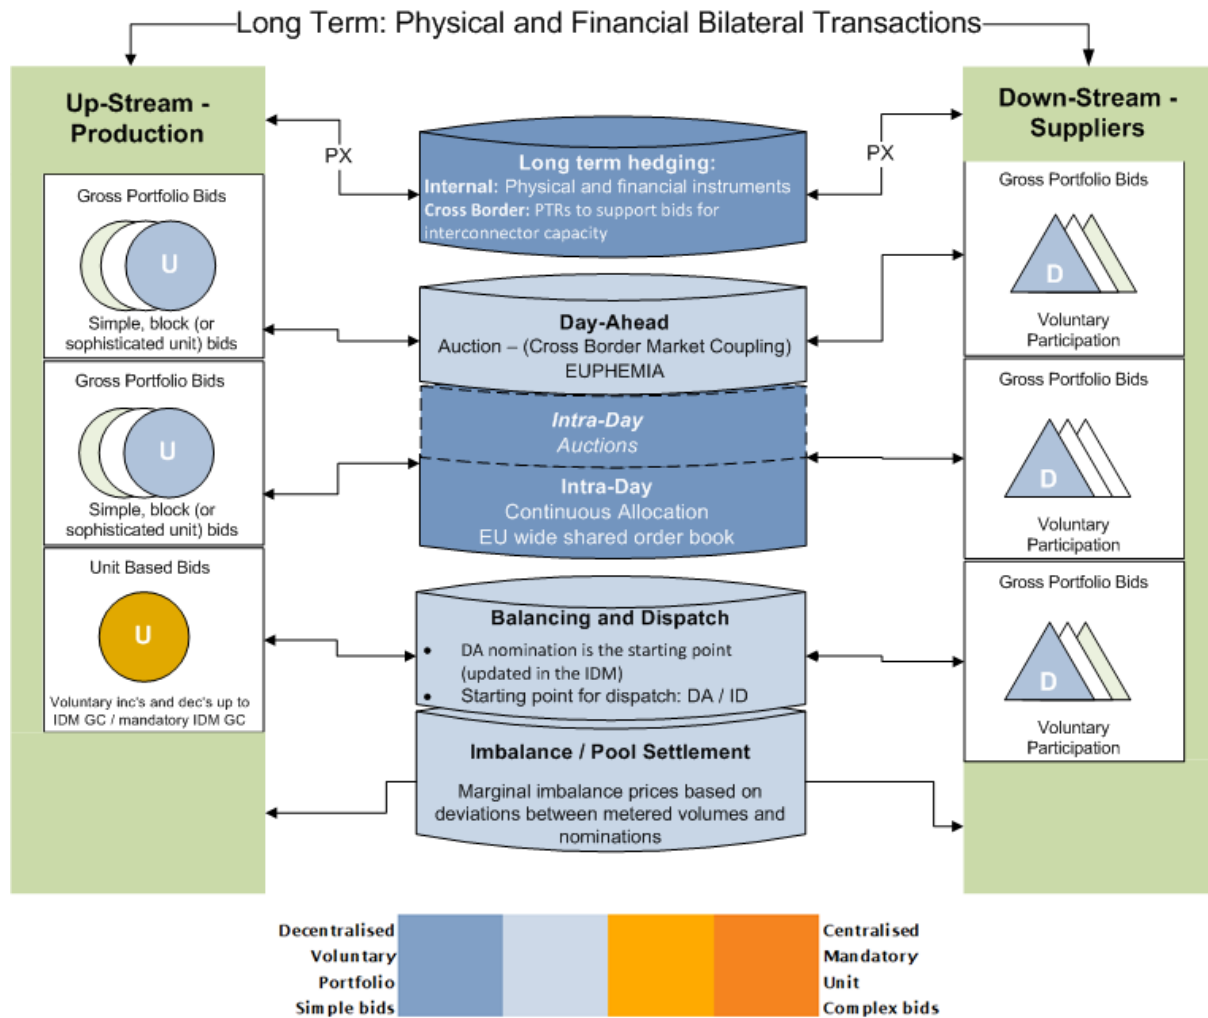 Long Term: Physical and Financial Bilateral Transactions
Up-Stream -
Production
PX
Gross Portfolio Bids
U
Simple, block (or
sophisticated unit) bids
Gross Portfolio Bids
U
Simple, block (or
sophisticated unit) bids
Unit Based Bids
U
Voluntary inc's and dec's up to
IDM GC / mandatory IDM GC
Long term hedging:
Internal: Physical and financial instruments
Cross Border: PTRs to support bids for
interconnector capacity
Day-Ahead
Auction – (Cross Border Market Coupling)
EUPHEMIA
Intra-Day
Auctions
Intra-Day
Continuous Allocation
EU wide shared order book
Balancing and Dispatch
• DA nomination is the starting point
(updated in the IDM)
• Starting point for dispatch: DA / ID
Imbalance / Pool Settlement
Marginal imbalance prices based on
deviations between metered volumes and
nominations
PX
Down-Stream -
Suppliers
Gross Portfolio Bids
D
Voluntary
Participation
Gross Portfolio Bids
D
Voluntary
Participation
Gross Portfolio Bids
D
Voluntary
Participation
Decentralised
Voluntary
Portfolio
Simple bids
Centralised
Mandatory
Unit
Complex bids